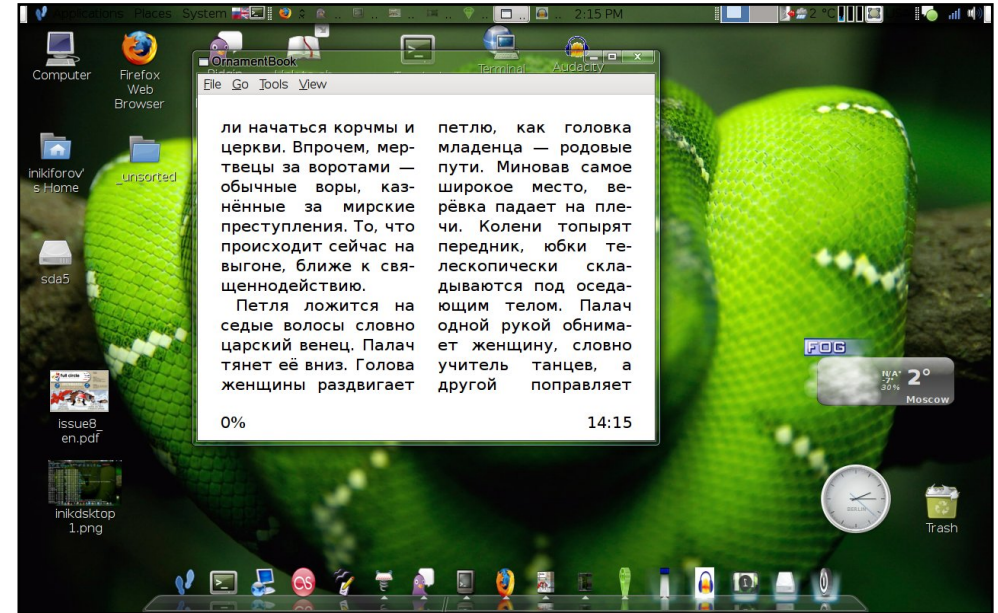 Applications Places System
2:15 PM
2 °C
Computer
Firefox
Web
Browser
Terminal
Audacity
inikiforov'
s Home
_unsorted
sda5
issue8_
en.pdf
inikdsktop
1.png
OrnamentBook
File Go Tools View
ли начаться корчмы и
церкви. Впрочем, мер-
твецы за воротами —
обычные воры, каз-
нённые за мирские
преступления. То, что
происходит сейчас на
выгоне, ближе к свя-
щеннодействию.
Петля ложится на
седые волосы словно
царский венец. Палач
тянет её вниз. Голова
женщины раздвигает
петлю, как головка
младенца — родовые
пути. Миновав самое
широкое место, ве-
рёвка падает на пле-
чи. Колени топырят
передник, юбки те-
лескопически скла-
дываются под оседа-
ющим телом. Палач
одной рукой обнима-
ет женщину, словно
учитель танцев, а
другой поправляет
0%
14:15
FOG
N/A°
-7°
30%
2°
Moscow
BERLIN
Trash